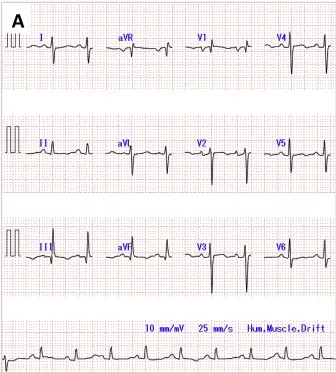 A
I aVR V1 V4
II aVL V2 V5
III aVF V3 V6
10 mm/mV 25 mm/s Hum.Muscle.Drift